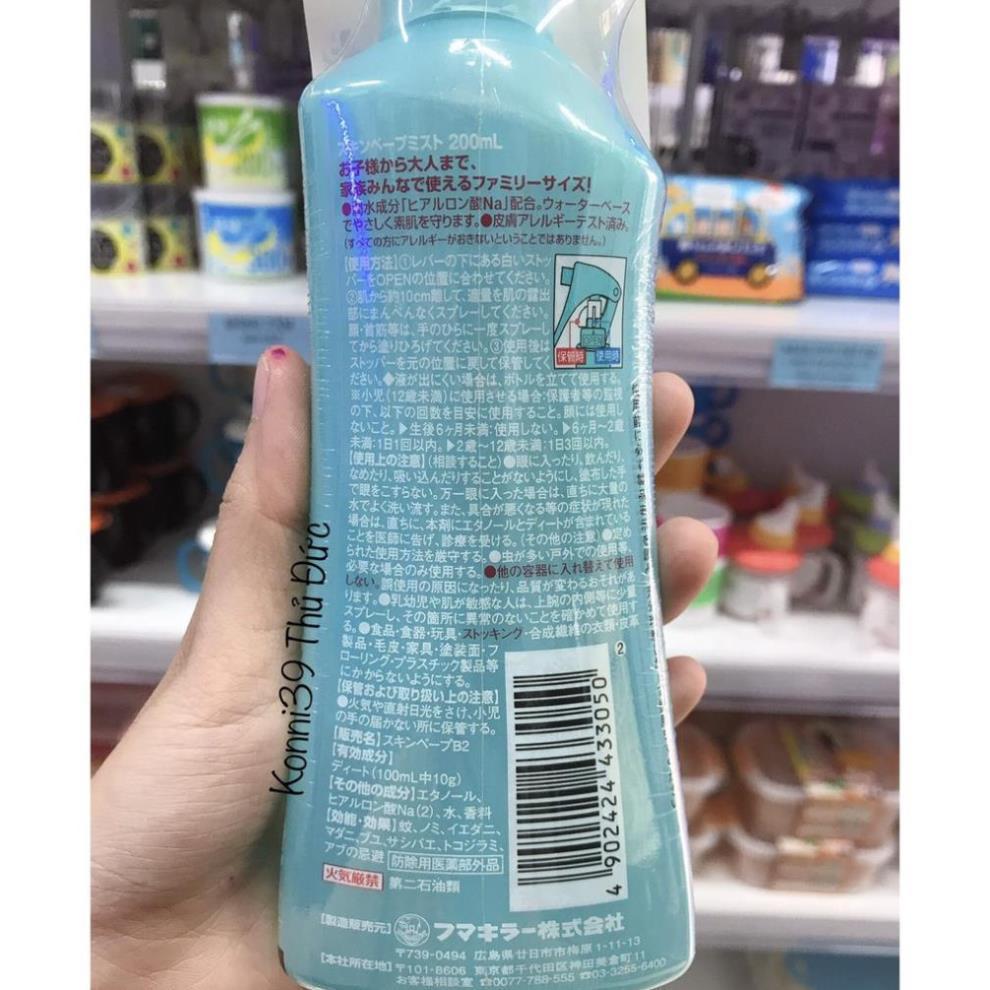 スキンベープミスト 200mL
お子様から大人まで、
家族みんなで使えるファミリーサイズ!
●潤水成分「ヒアルロン酸Na」配合。ウォーターベース
でやさしく素肌を守ります。●皮膚アレルギーテスト済み。
(すべての方にアレルギーがおきないということではありません。)
【使用方法】①レバーの下にある白いストッ
パーをOPENの位置に合わせてください。
②肌から約10cm離して、適量を肌の露出
部にまんべんなくスプレーしてください。
顔・首筋等は、手のひらに一度スプレーし
てから塗りひろげてください。③使用後は
ストッパーを元の位置に戻して保管してく
ださい。◆液が出にくい場合は、ボトルを立てて使用する。
※小児(12歳未満)に使用させる場合:保護者等の監視
の下、以下の回数を目安に使用すること。顔には使用し
ないこと。▶生後6ヶ月未満:使用しない。▶6ヶ月~2歳
未満:1日1回以内。▶2歳~12歳未満:1日3回以内。
【使用上の注意】(相談すること)●眼に入ったり、飲んだり、
なめたり、吸い込んだりすることがないようにし、塗布した手
で眼をこすらない。万一眼に入った場合は、直ちに大量の
水でよく洗い流す。また、具合が悪くなる等の症状が現れた
場合は、直ちに、本剤にエタノールとディートが含まれている
ことを医師に告げ、診療を受ける。(その他の注意)●定め
られた使用方法を厳守する。●虫が多い戸外での使用等、
必要な場合のみ使用する。●他の容器に入れ替えて使用
しない。誤使用の原因になったり、品質が変わるおそれがあ
ります。●乳幼児や肌が敏感な人は、上腕の内側等に少量
スプレーし、その箇所に異常のないことを確かめて使用す
る。●食品・食器・玩具・ストッキング・合成繊維の衣類・皮革
製品・毛皮・家具・塗装面・フ
ローリング・プラスチック製品等
にかからないようにする。
【保管および取り扱い上の注意】
●火気や直射日光をさけ、小児
の手の届かない所に保管する。
【販売名】スキンベープB2
【有効成分】
ディート(100mL中10g)
【その他の成分】エタノール、
ヒアルロン酸Na(2)、水、香料
【効能・効果】蚊、ノミ、イエダニ、
マダニ、ブユ、サシバエ、トコジラミ、
アブの忌避 防除用医薬部外品
火気厳禁 第二石油類
保管時 使用時
2
4 902424 433050
【製造販売元】 フマキラー株式会社
〒739-0494 広島県廿日市市梅原 1-11-13
【本社所在地】〒101-8606 東京都千代田区神田美倉町11
お客様相談室 0077-788-555 03-3255-6400
Konni39 Thủ Đức